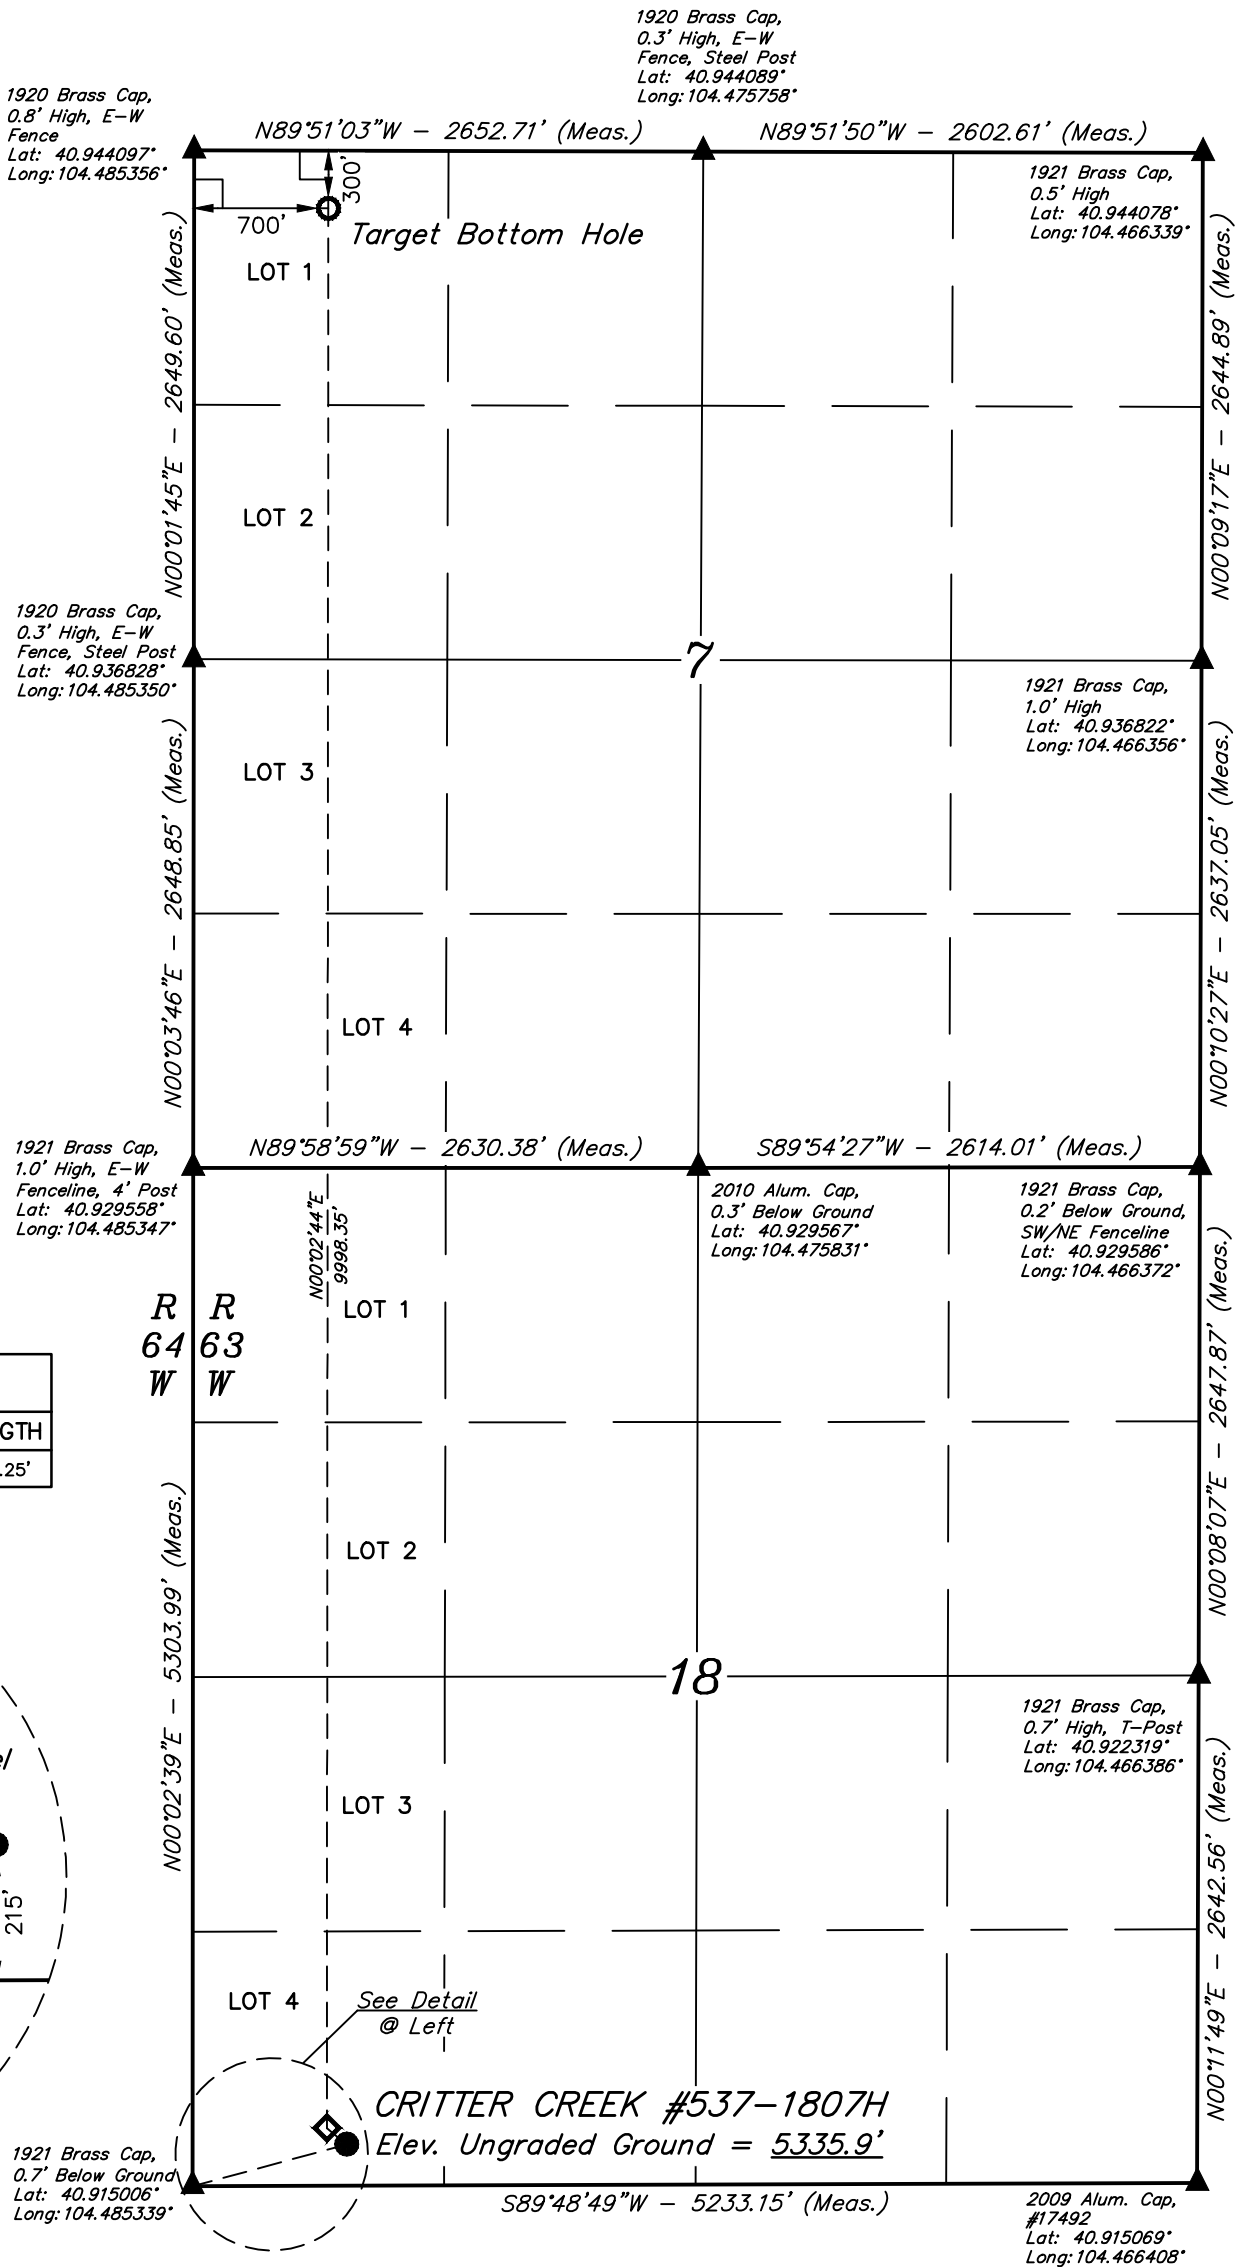 1920 Brass Cap,
0.3' High, E-W
Fence, Steel Post
Lat: 40.944089°
Long: 104.475758°
1920 Brass Cap,
0.8' High, E-W
Fence
Lat: 40.944097°
Long: 104.485356°
N89°51'03"W - 2652.71' (Meas.)
N89°51'50"W - 2602.61' (Meas.)
300'
700'
Target Bottom Hole
1921 Brass Cap,
0.5' High
Lat: 40.944078°
Long: 104.466339°
LOT 1
N00°01'45"E - 2649.60' (Meas.)
N00°09'17"E - 2644.89' (Meas.)
LOT 2
1920 Brass Cap,
0.3' High, E-W
Fence, Steel Post
Lat: 40.936828°
Long: 104.485350°
7
1921 Brass Cap,
1.0' High
Lat: 40.936822°
Long: 104.466356°
LOT 3
N00°03'46"E - 2648.85' (Meas.)
N00°10'27"E - 2637.05' (Meas.)
LOT 4
1921 Brass Cap,
1.0' High, E-W
Fenceline, 4' Post
Lat: 40.929558°
Long: 104.485347°
N89°58'59"W - 2630.38' (Meas.)
S89°54'27"W - 2614.01' (Meas.)
2010 Alum. Cap,
0.3' Below Ground
Lat: 40.929567°
Long: 104.475831°
1921 Brass Cap,
0.2' Below Ground,
SW/NE Fenceline
Lat: 40.929586°
Long: 104.466372°
N00°02'44"E
9998.35'
R R
64 63
W W
LOT 1
GTH
.25'
N00°08'07"E - 2647.87' (Meas.)
LOT 2
N00°02'39"E - 5303.99' (Meas.)
18
1921 Brass Cap,
0.7' High, T-Post
Lat: 40.922319°
Long: 104.466386°
LOT 3
215'
N00°11'49"E - 2642.56' (Meas.)
LOT 4
See Detail
@ Left
CRITTER CREEK #537-1807H
Elev. Ungraded Ground = 5335.9'
1921 Brass Cap,
0.7' Below Ground
Lat: 40.915006°
Long: 104.485339°
S89°48'49"W - 5233.15' (Meas.)
2009 Alum. Cap,
#17492
Lat: 40.915069°
Long: 104.466408°